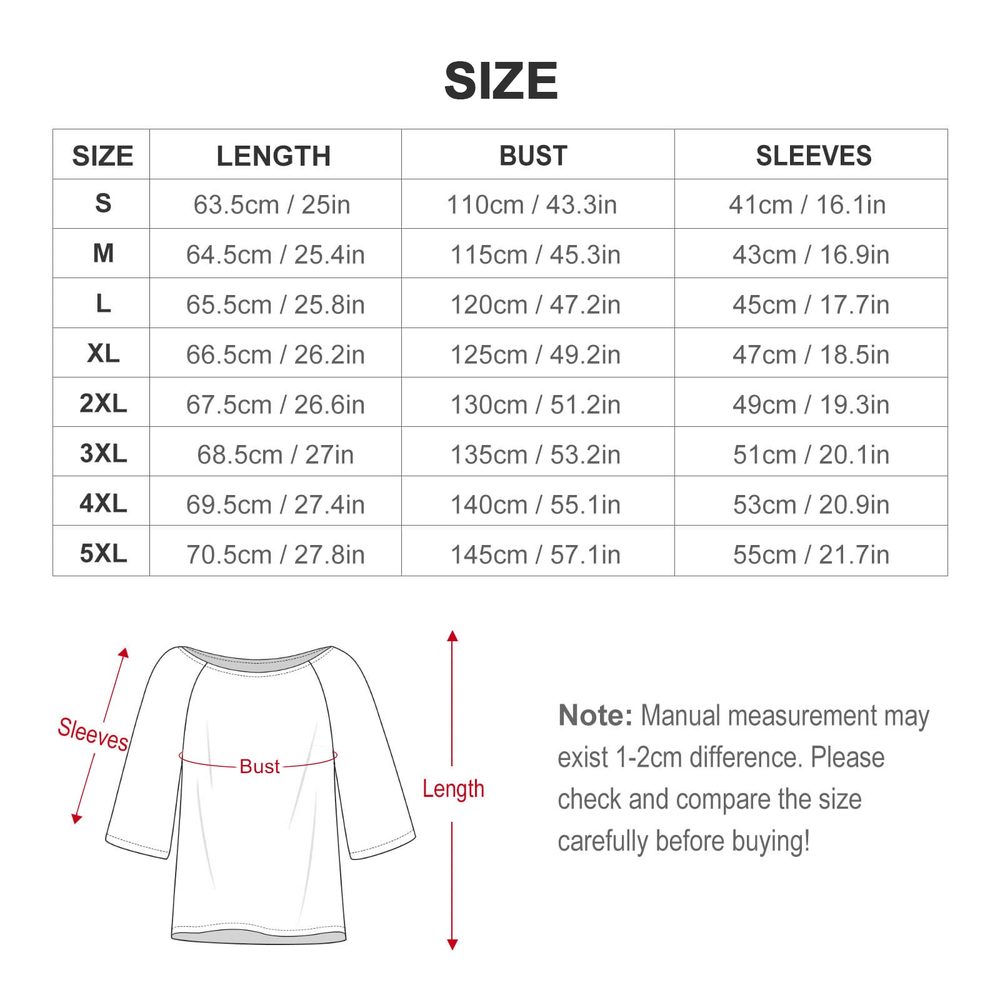 SIZE
SIZE LENGTH BUST SLEEVES
S 63.5cm / 25in 110cm / 43.3in 41cm / 16.1in
M 64.5cm / 25.4in 115cm / 45.3in 43cm / 16.9in
L 65.5cm / 25.8in 120cm / 47.2in 45cm / 17.7in
XL 66.5cm / 26.2in 125cm / 49.2in 47cm / 18.5in
2XL 67.5cm / 26.6in 130cm / 51.2in 49cm / 19.3in
3XL 68.5cm / 27in 135cm / 53.2in 51cm / 20.1in
4XL 69.5cm / 27.4in 140cm / 55.1in 53cm / 20.9in
5XL 70.5cm / 27.8in 145cm / 57.1in 55cm / 21.7in
Sleeves
Bust
Length
Note: Manual measurement may
exist 1-2cm difference. Please
check and compare the size
carefully before buying!